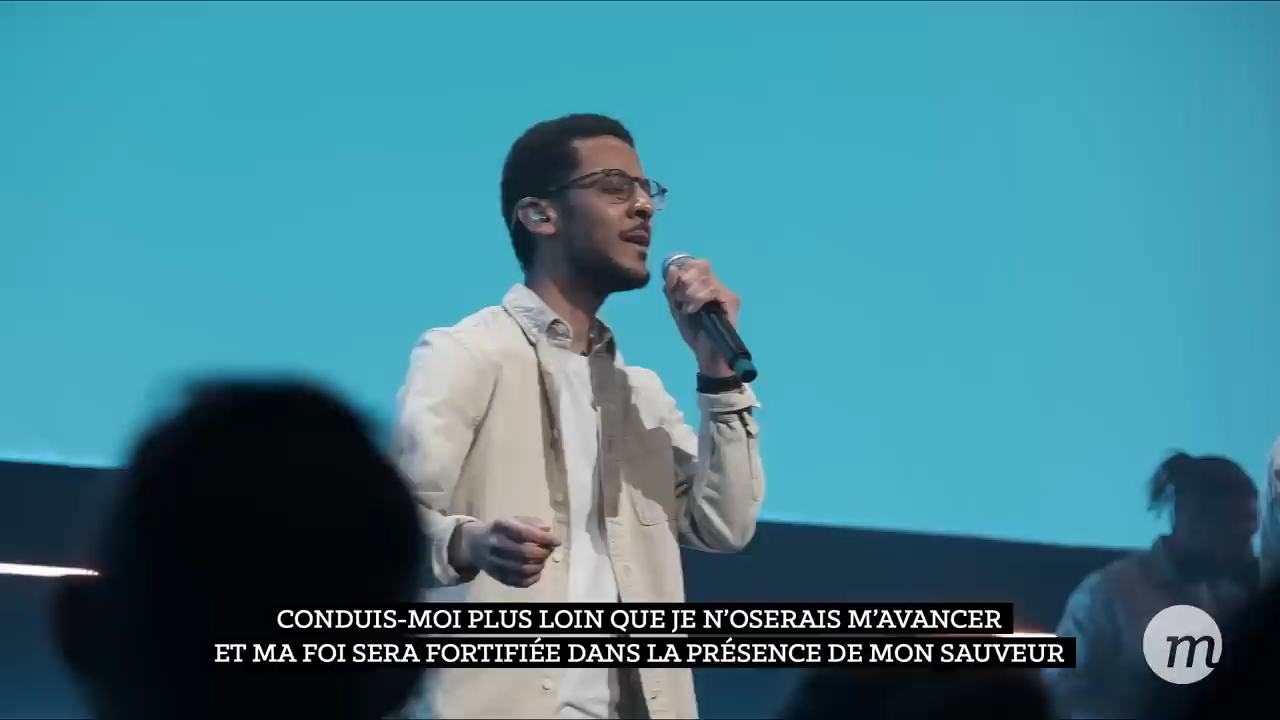 CONDUIS-MOI PLUS LOIN QUE JE N’OSERAIS M’AVANCER
ET MA FOI SERA FORTIFIÉE DANS LA PRÉSENCE DE MON SAUVEUR
m